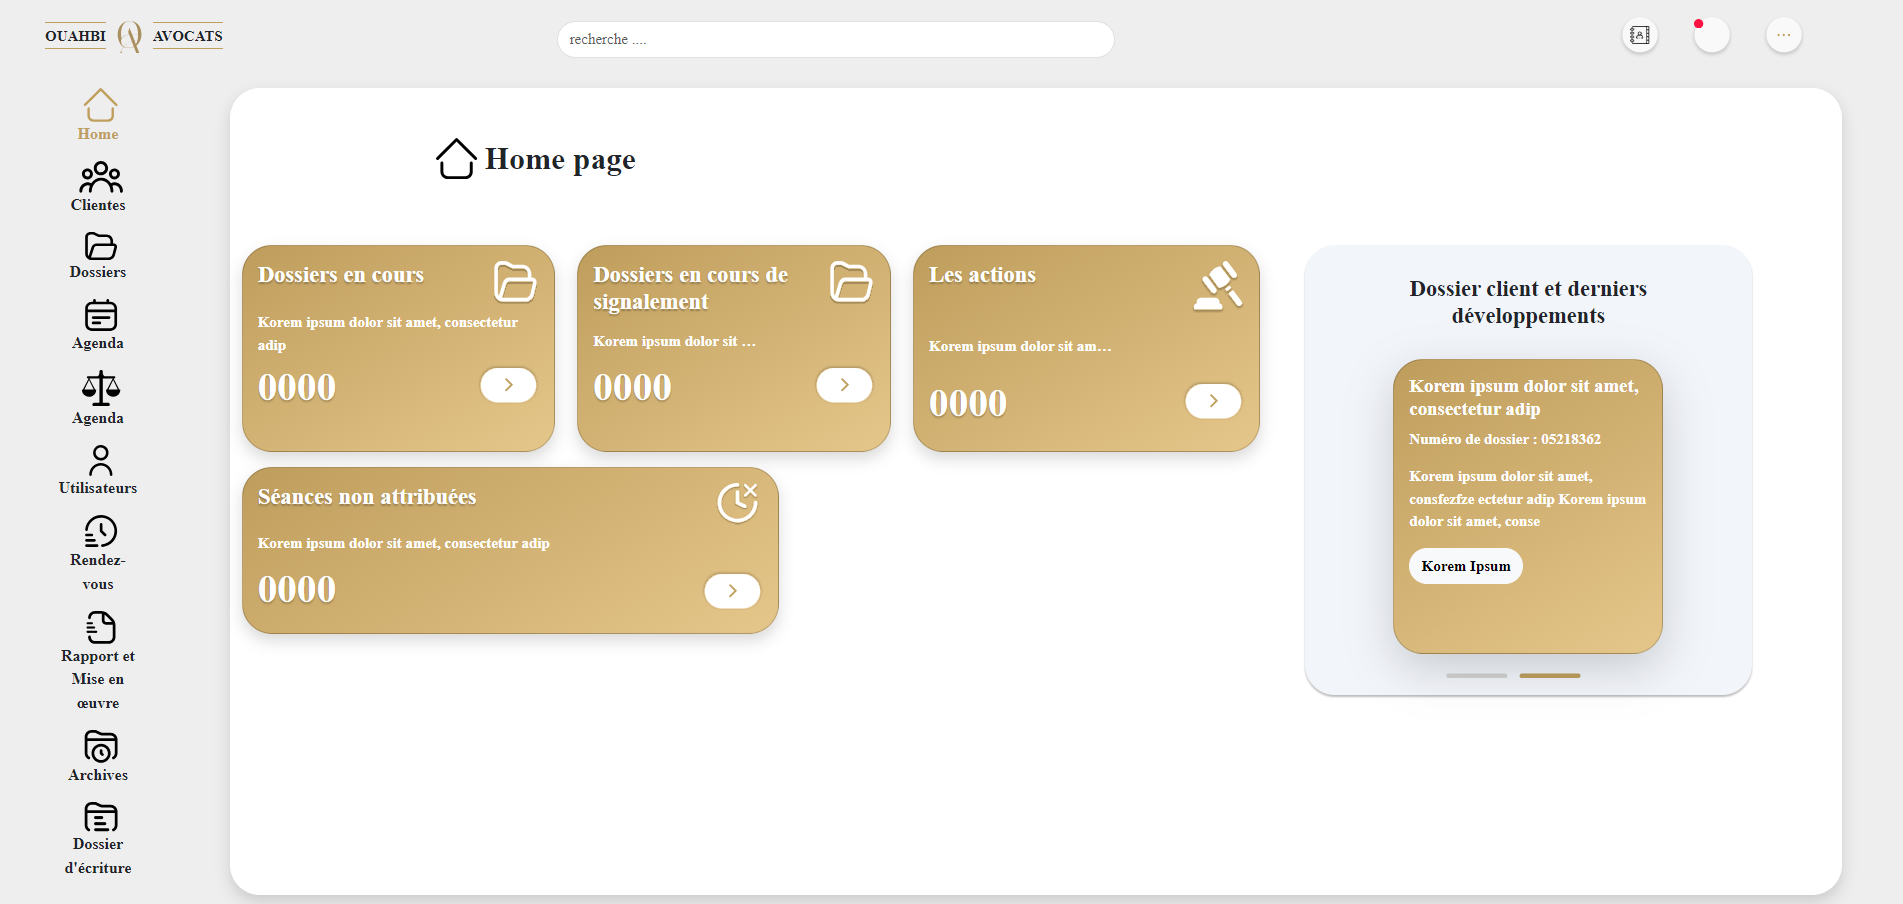 OUAHBI AVOCATS
recherche ....
Home
Clientes
Dossiers
Agenda
Agenda
Utilisateurs
Rendez-
vous
Rapport et
Mise en
œuvre
Archives
Dossier
d'écriture
Home page
Dossiers en cours
Korem ipsum dolor sit amet, consectetur
adip
0000
Dossiers en cours de
signalement
Korem ipsum dolor sit ...
0000
Les actions
Korem ipsum dolor sit am...
0000
Séances non attribuées
Korem ipsum dolor sit amet, consectetur adip
0000
Dossier client et derniers
développements
Korem ipsum dolor sit amet,
consectetur adip
Numéro de dossier : 05218362
Korem ipsum dolor sit amet,
consfezfze ectetur adip Korem ipsum
dolor sit amet, conse
Korem Ipsum